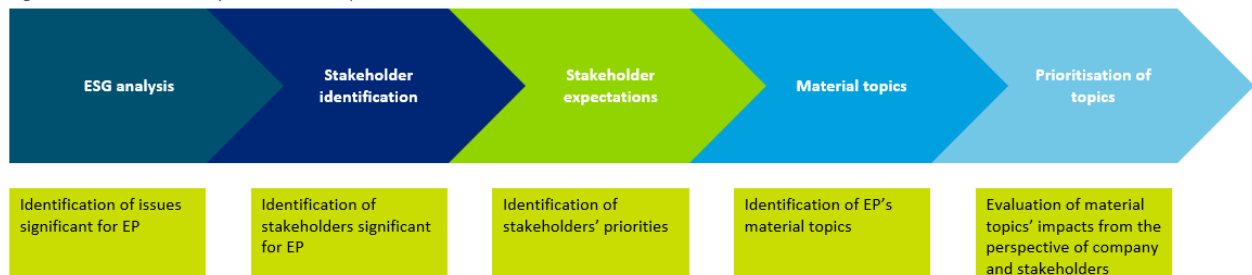 ESG analysis
Stakeholder
identification
Stakeholder
expectations
Material topics
Prioritisation of
topics
Identification of issues
significant for EP
Identification of
stakeholders significant
for EP
Identification of
stakeholders’ priorities
Identification of EP’s
material topics
Evaluation of material
topics’ impacts from the
perspective of company
and stakeholders